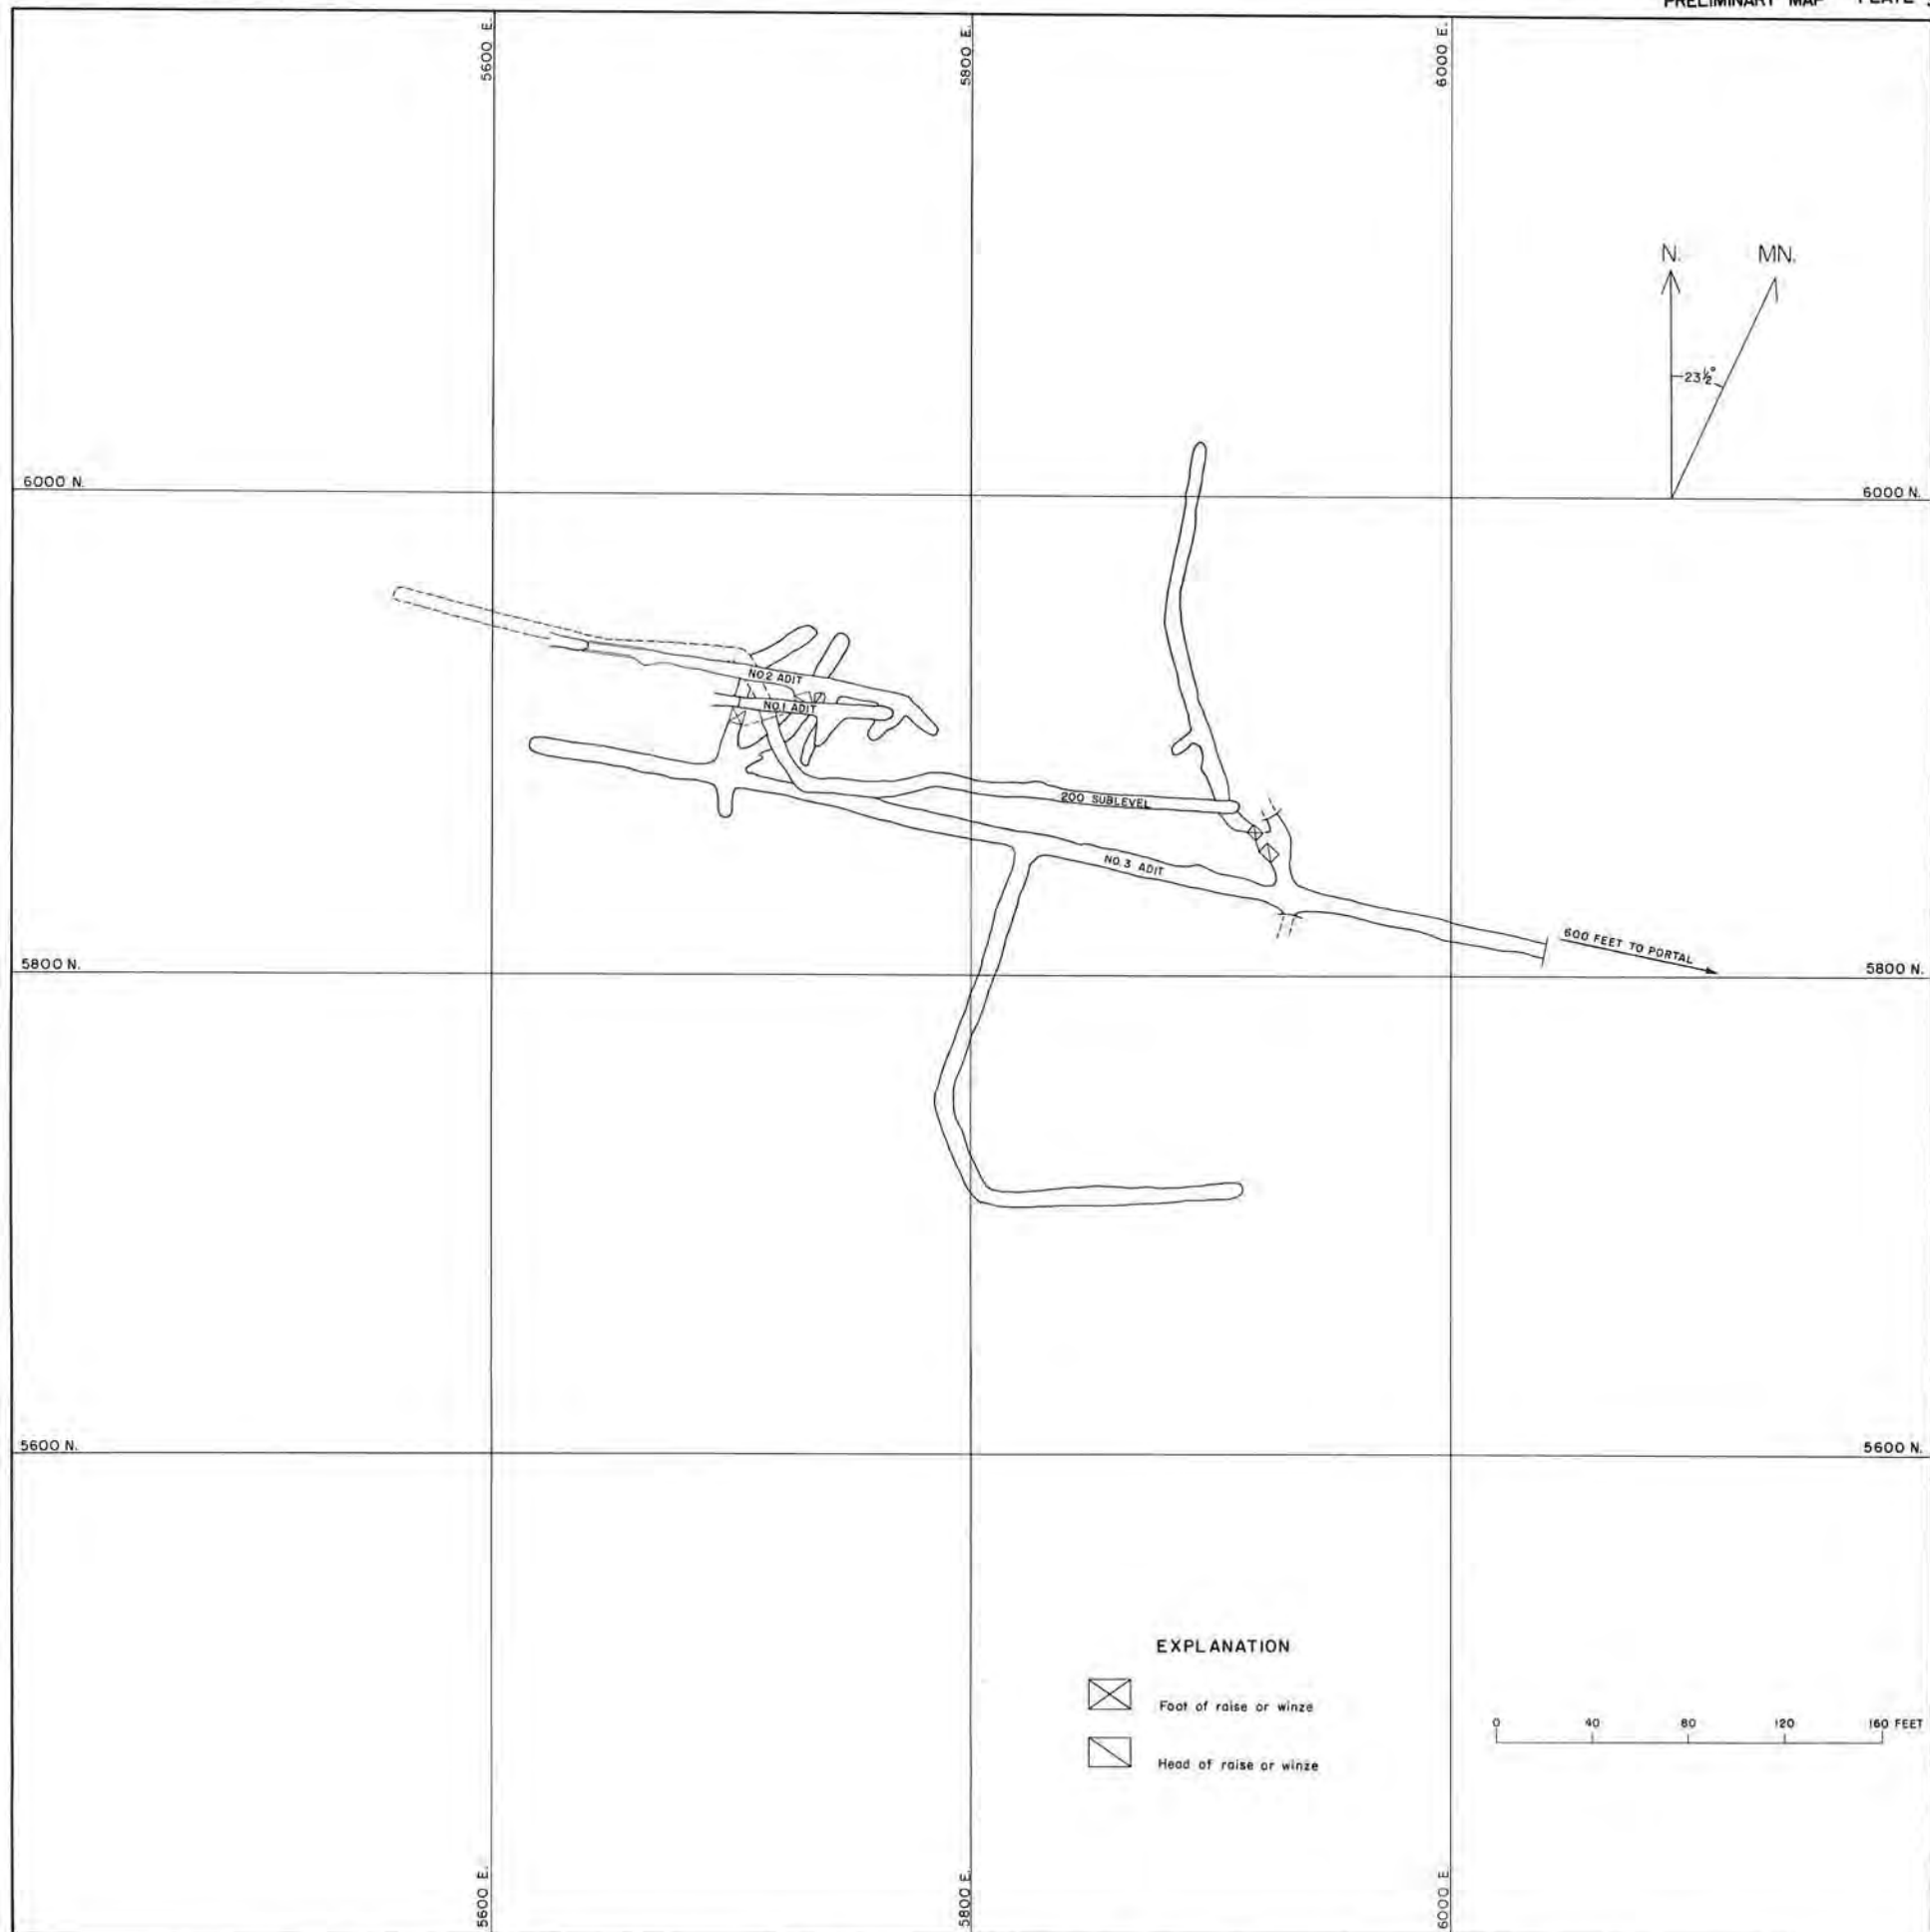 PRELIMINARY MAP PLATE
5600 E.
5800 E.
6000 E.
N.
MN.
23½°
6000 N.
6000 N.
NO.2 ADIT
NO.1 ADIT
200 SUBLEVEL
NO. 3 ADIT
600 FEET TO PORTAL
5800 N.
5800 N.
5600 N.
5600 N.
EXPLANATION
Foot of raise or winze
Head of raise or winze
0 40 80 120 160 FEET
5600 E.
5800 E.
6000 E.